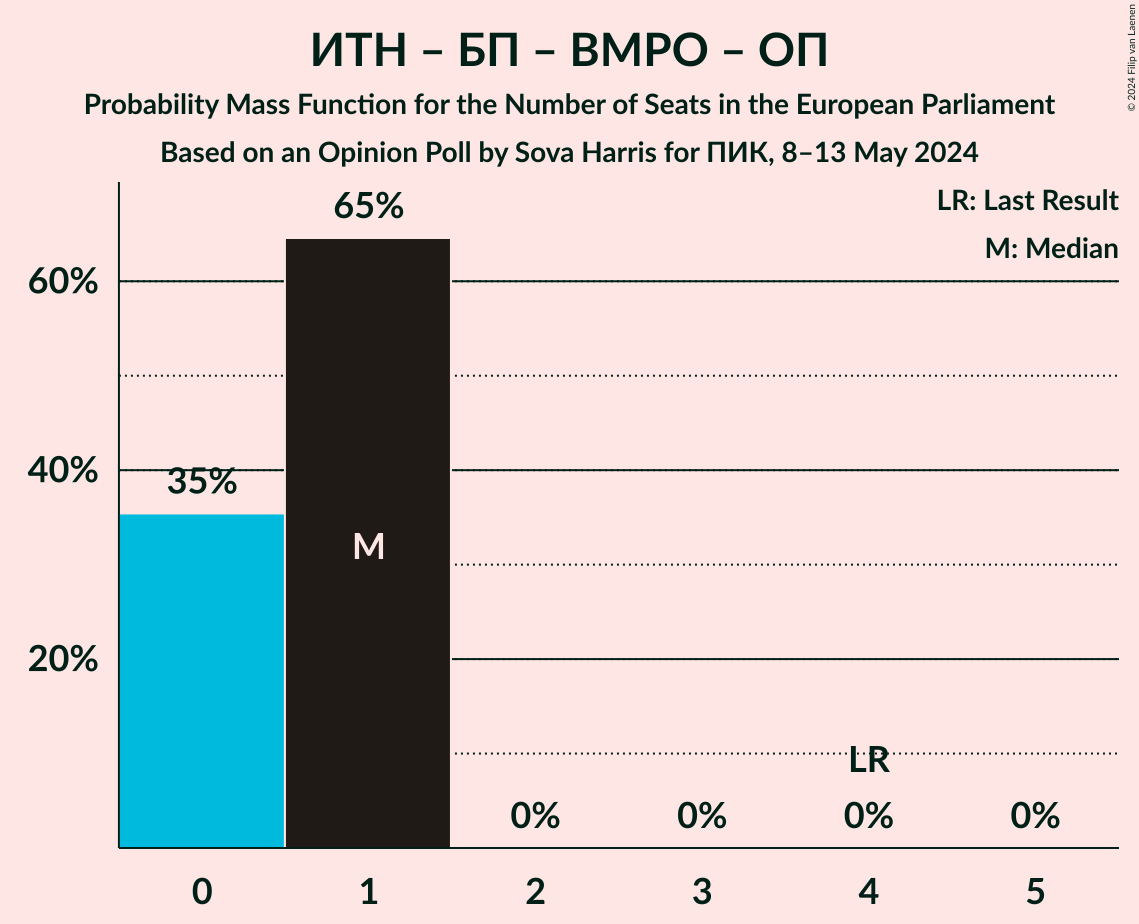 ИТН – БП – ВМРО – ОП
Probability Mass Function for the Number of Seats in the European Parliament
Based on an Opinion Poll by Sova Harris for ПИК, 8–13 May 2024
© 2024 Filip van Laenen
LR: Last Result
M: Median
65%
60%
40%
35%
M
20%
LR
0% 0% 0% 0%
0 1 2 3 4 5